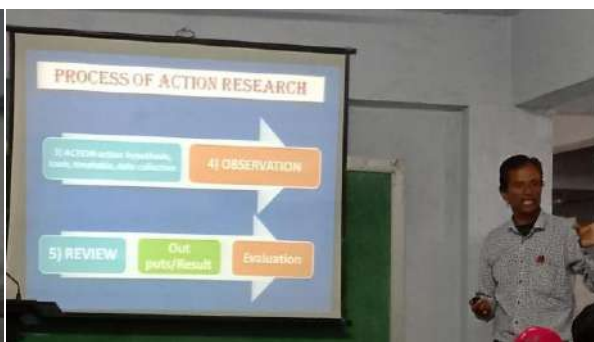 PROCESS OF ACTION RESEARCH
3) ACTION-action hypothesis,
tools, timetable, data collection
4) OBSERVATION
5) REVIEW
Out
puts/Result
Evaluation